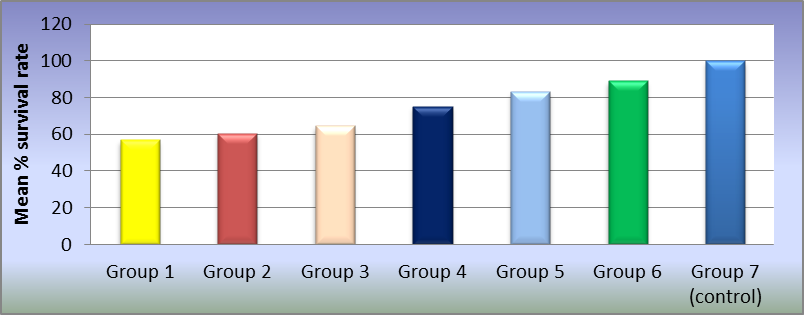 Mean % survival rate
120
100
80
60
40
20
0
Group 1
Group 2
Group 3
Group 4
Group 5
Group 6
Group 7
(control)